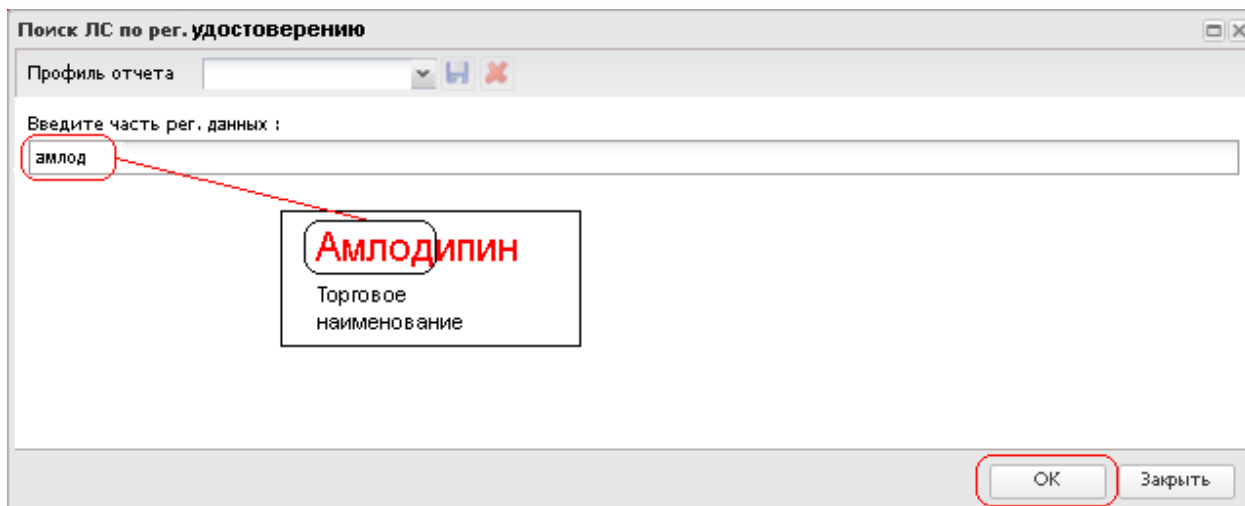 Поиск ЛС по рег. удостоверению
Профиль отчета
Введите часть рег. данных :
амлод
Амлодипин
Торговое
наименование
ОК
Закрыть